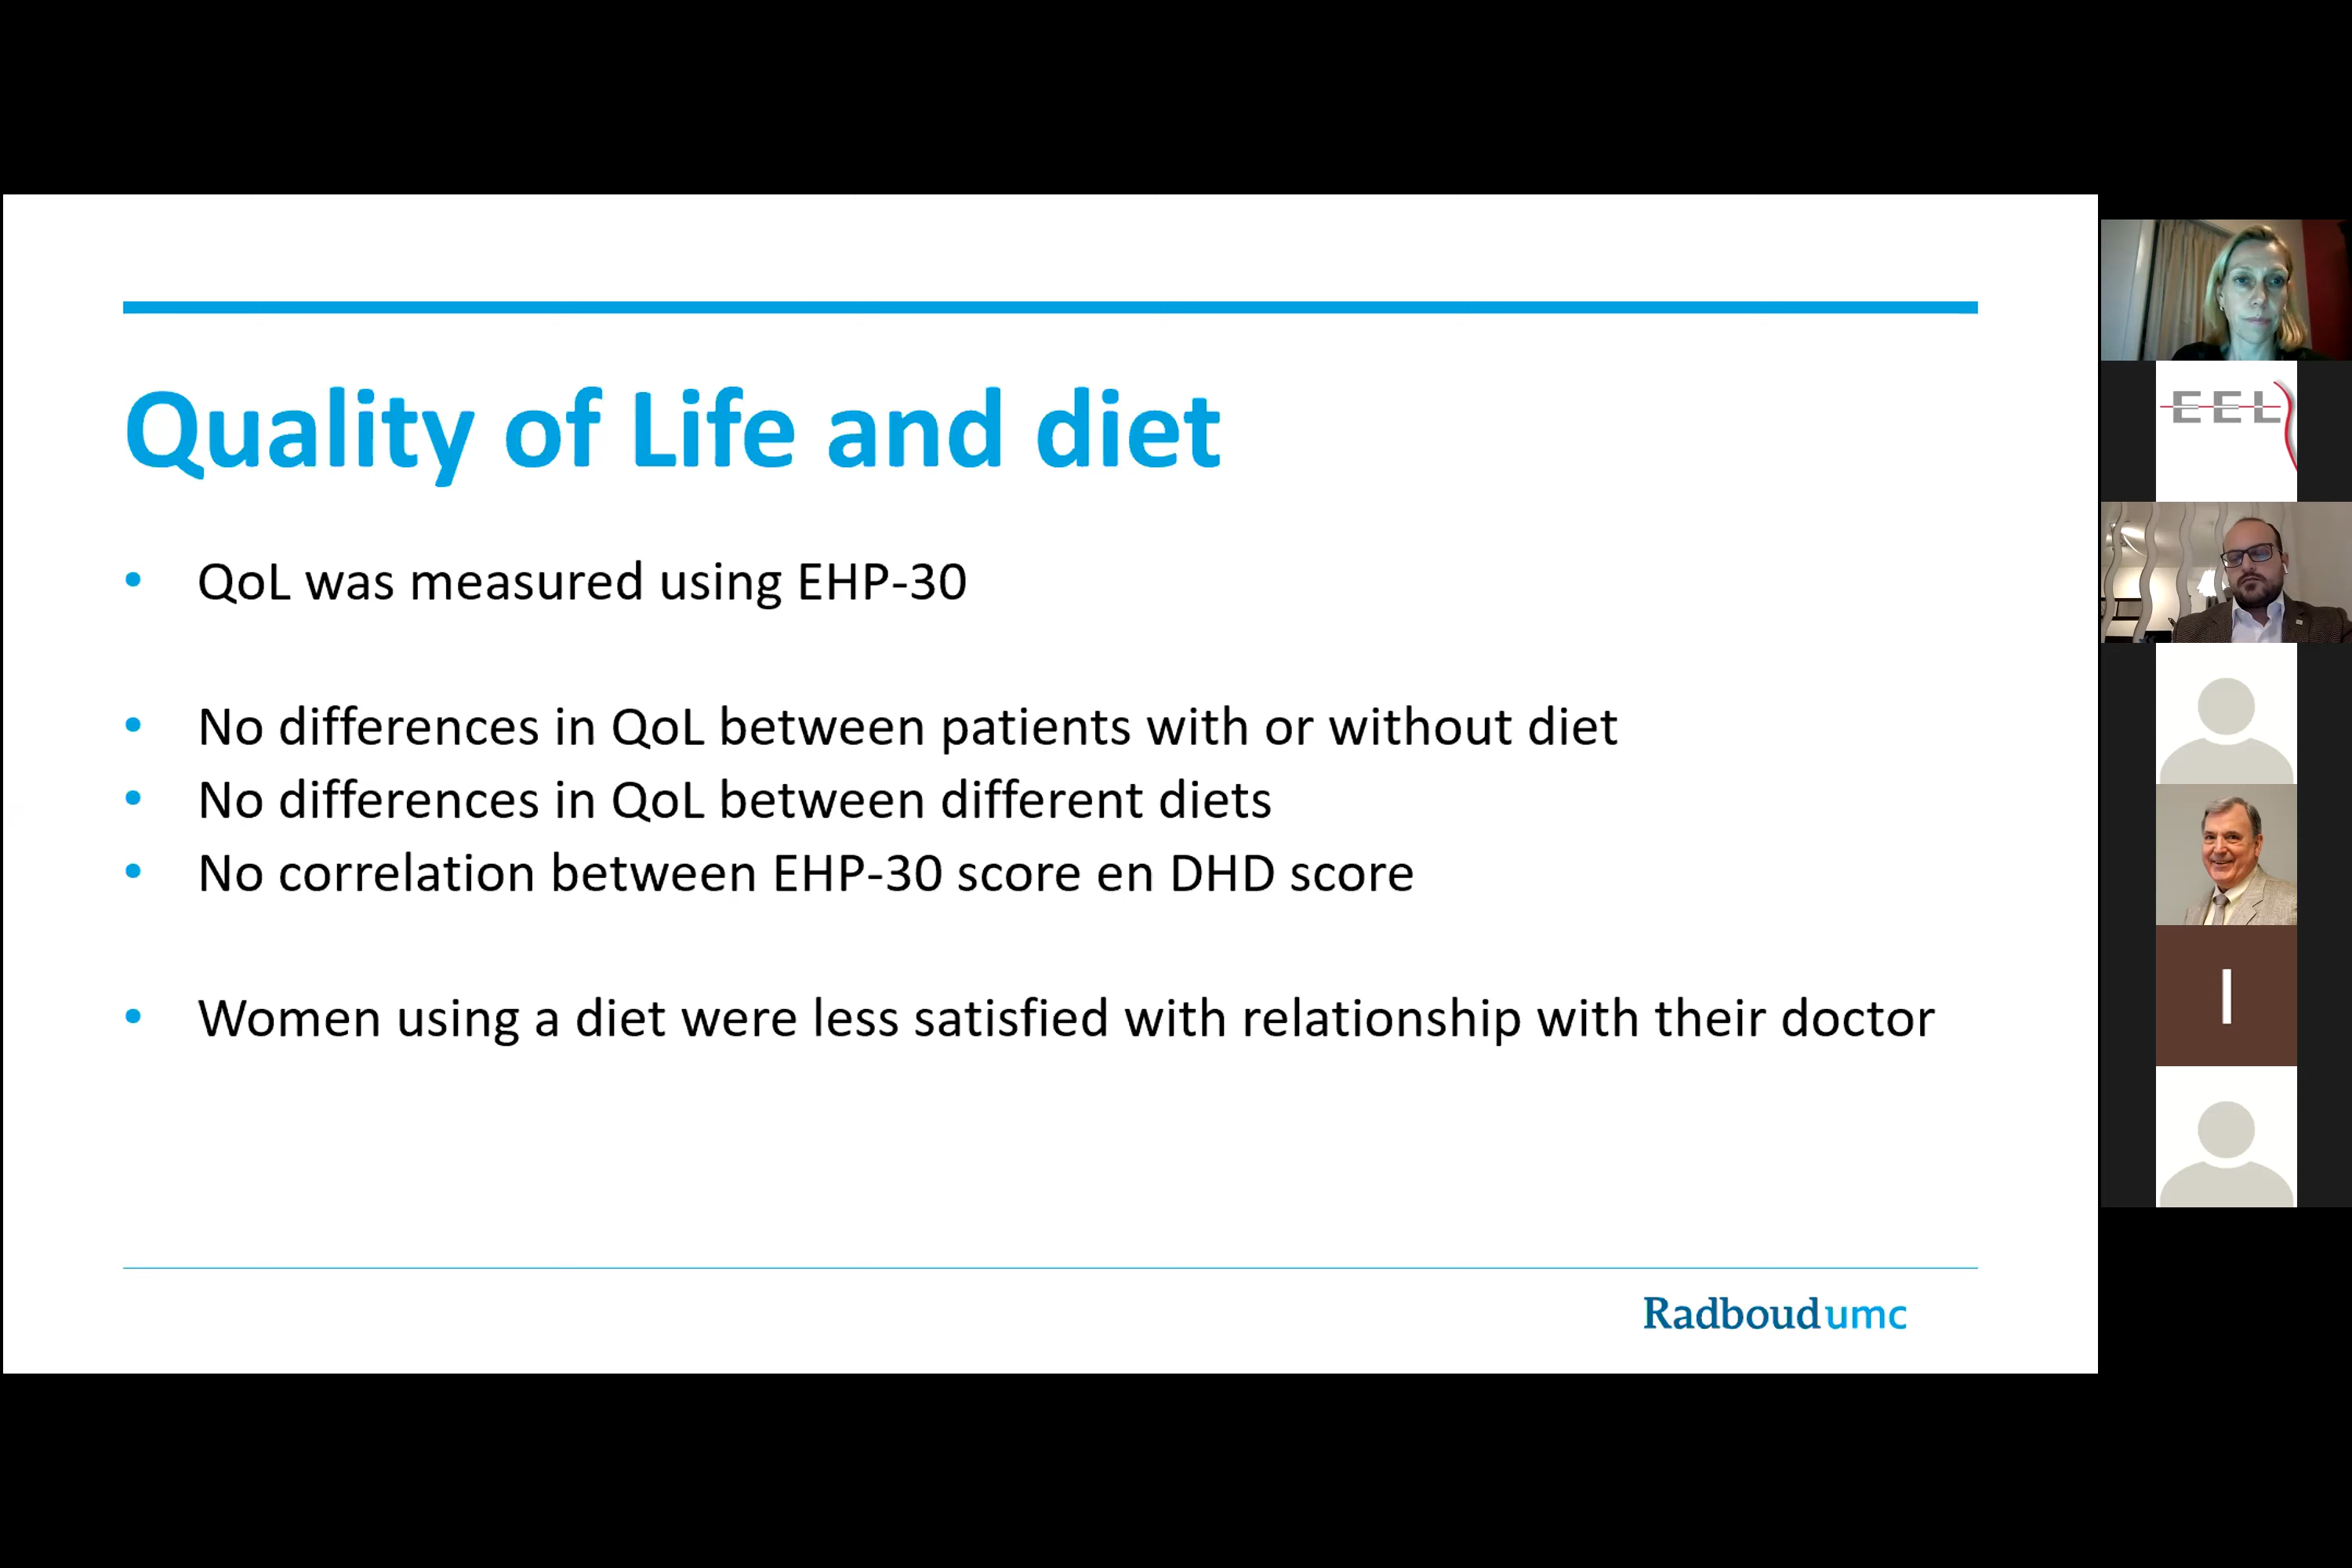 Quality of Life and diet
• QoL was measured using EHP-30
• No differences in QoL between patients with or without diet
• No differences in QoL between different diets
• No correlation between EHP-30 score en DHD score
• Women using a diet were less satisfied with relationship with their doctor
Radboudumc
EEL
I